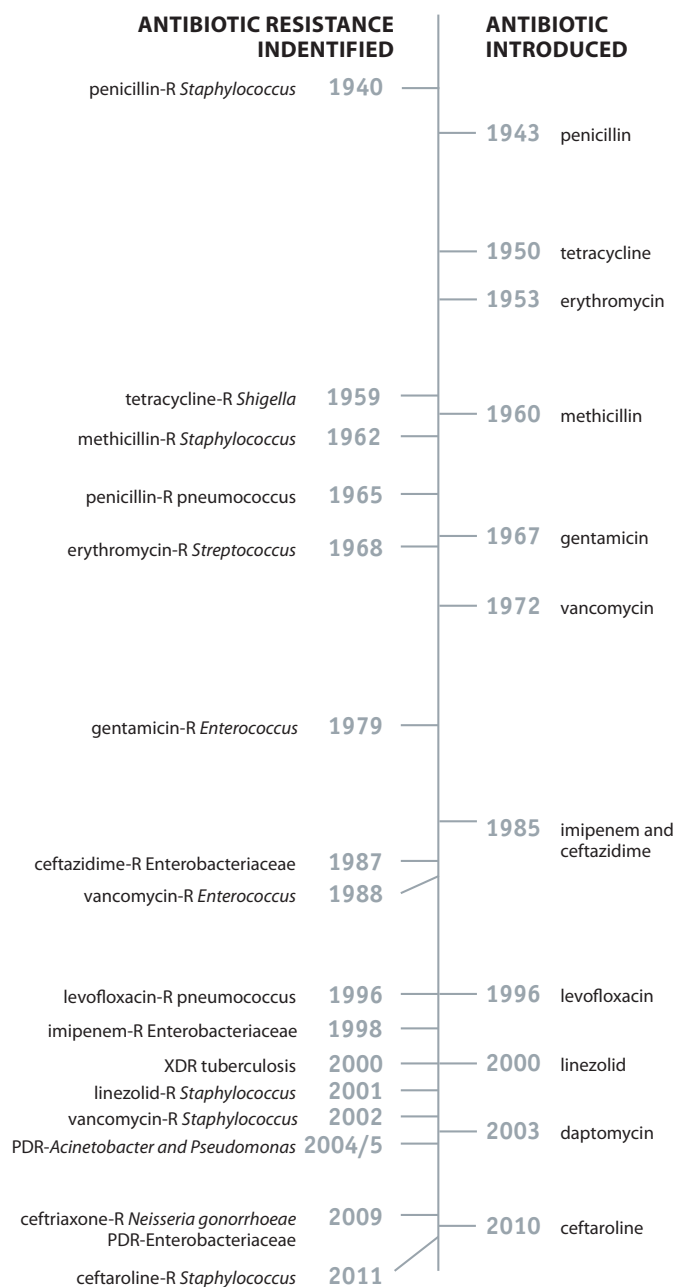 ANTIBIOTIC RESISTANCE
INDENTIFIED
ANTIBIOTIC
INTRODUCED
penicillin-R Staphylococcus 1940
1943 penicillin
1950 tetracycline
1953 erythromycin
tetracycline-R Shigella 1959
1960 methicillin
methicillin-R Staphylococcus 1962
penicillin-R pneumococcus 1965
1967 gentamicin
erythromycin-R Streptococcus 1968
1972 vancomycin
gentamicin-R Enterococcus 1979
1985 imipenem and
ceftazidime
ceftazidime-R Enterobacteriaceae 1987
vancomycin-R Enterococcus 1988
levofloxacin-R pneumococcus 1996
1996 levofloxacin
imipenem-R Enterobacteriaceae 1998
XDR tuberculosis 2000
2000 linezolid
linezolid-R Staphylococcus 2001
vancomycin-R Staphylococcus 2002
2003 daptomycin
PDR-Acinetobacter and Pseudomonas 2004/5
ceftriaxone-R Neisseria gonorrhoeae 2009
PDR-Enterobacteriaceae
2010 ceftaroline
ceftaroline-R Staphylococcus 2011